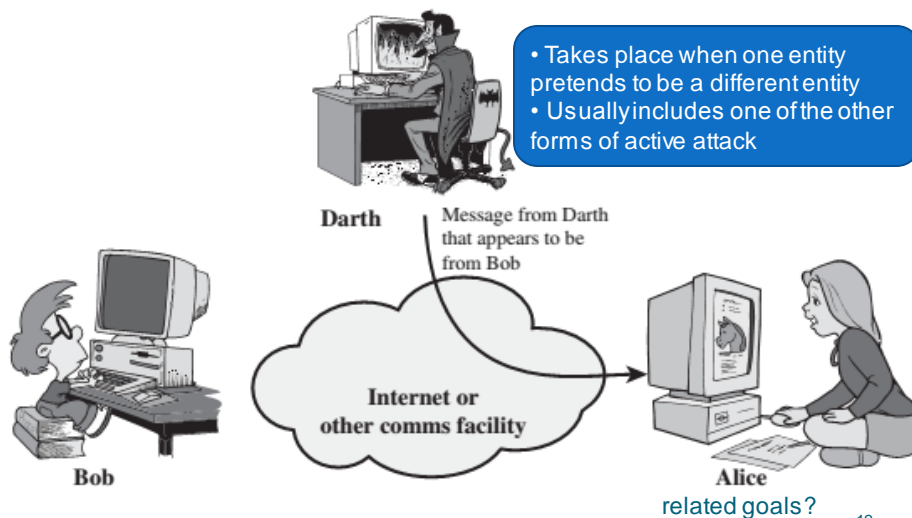 • Takes place when one entity
pretends to be a different entity
• Usually includes one of the other
forms of active attack
Darth
Message from Darth
that appears to be
from Bob
Internet or
other comms facility
Bob
Alice
related goals?